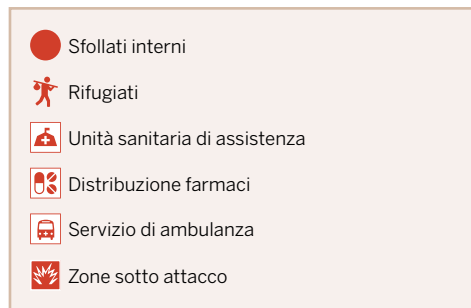 Sfollati interni
Rifugiati
Unità sanitaria di assistenza
Distribuzione farmaci
Servizio di ambulanza
Zone sotto attacco